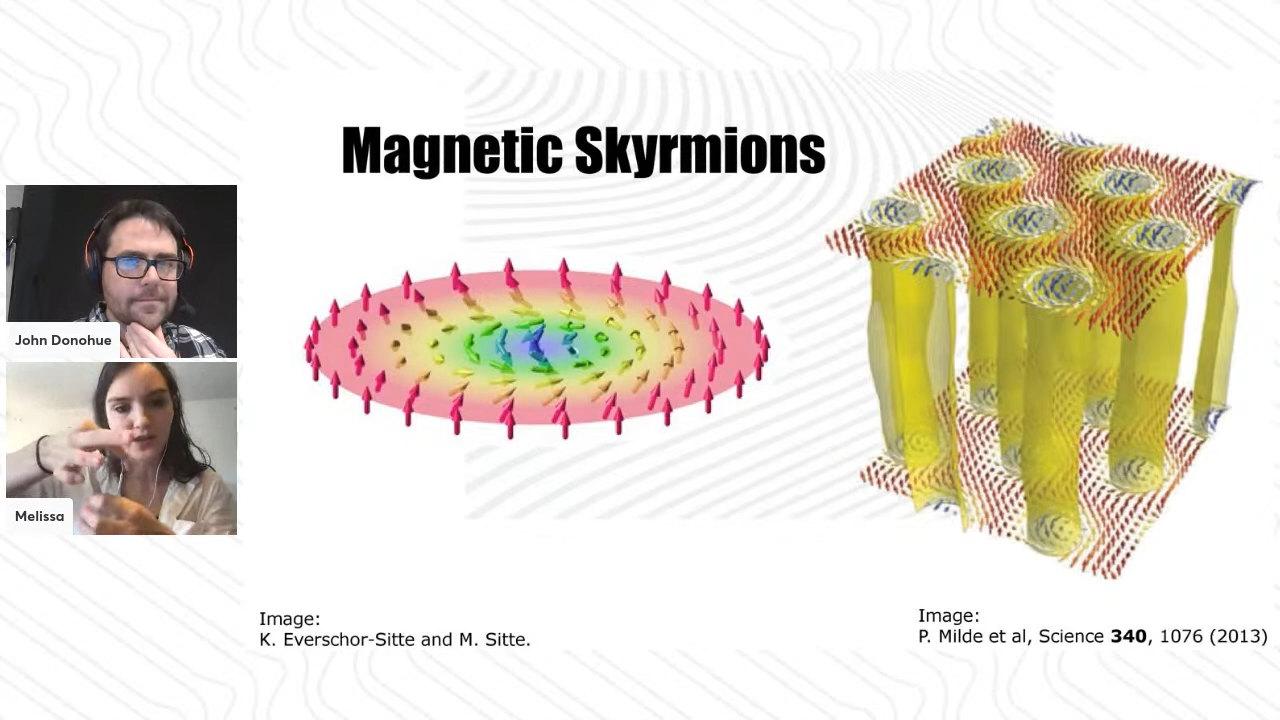 Magnetic Skyrmions
John Donohue
Melissa
Image:
K. Everschor-Sitte and M. Sitte.
Image:
P. Milde et al, Science 340, 1076 (2013)